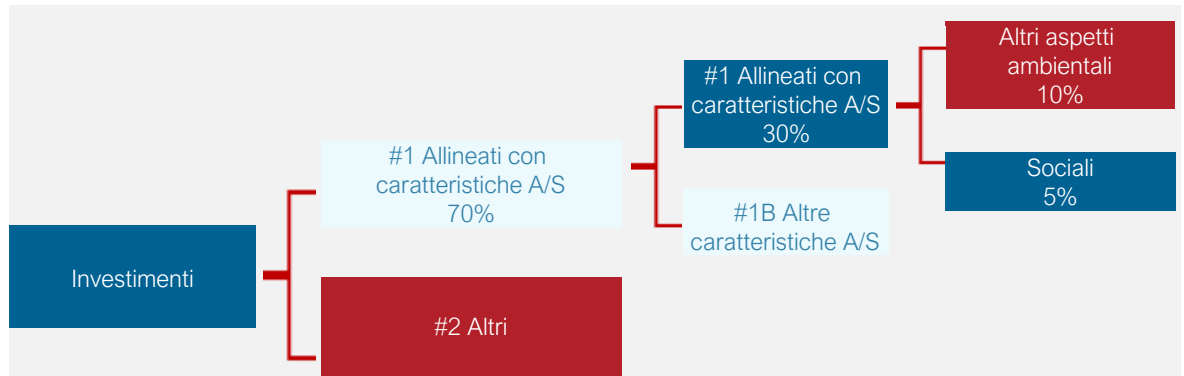 Investimenti
#1 Allineati con
caratteristiche A/S
70%
#2 Altri
#1 Allineati con
caratteristiche A/S
30%
#1B Altre
caratteristiche A/S
Altri aspetti
ambientali
10%
Sociali
5%